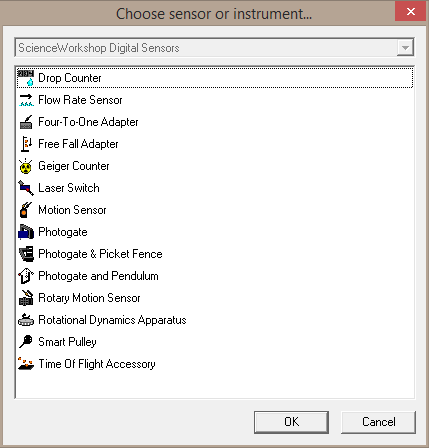 Choose sensor or instrument...
ScienceWorkshop Digital Sensors
Drop Counter
Flow Rate Sensor
Four-To-One Adapter
Free Fall Adapter
Geiger Counter
Laser Switch
Motion Sensor
Photogate
Photogate & Picket Fence
Photogate and Pendulum
Rotary Motion Sensor
Rotational Dynamics Apparatus
Smart Pulley
Time Of Flight Accessory
OK Cancel